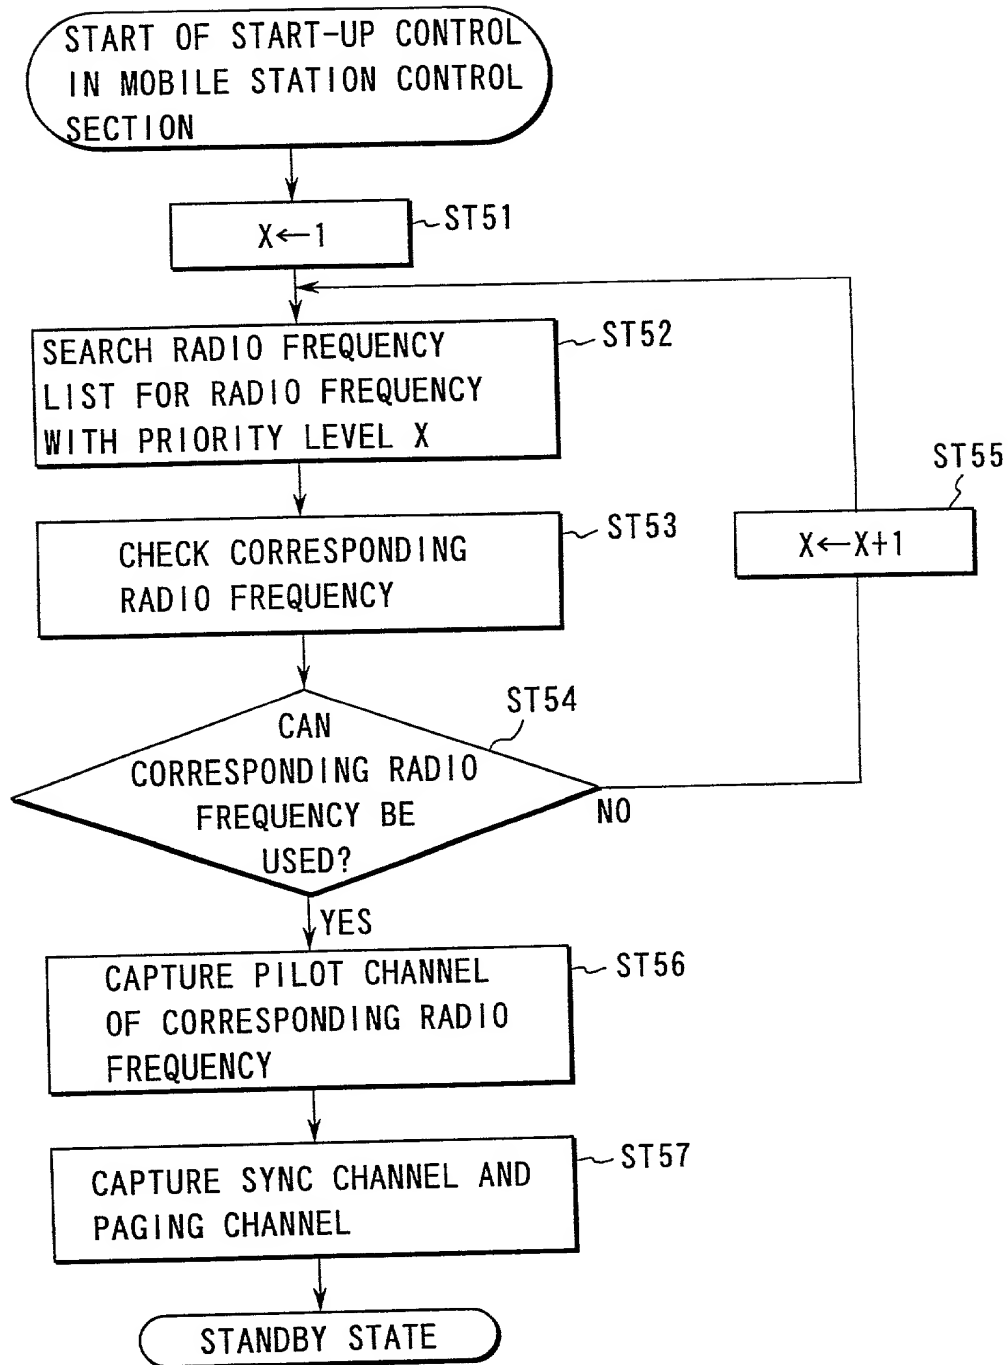 START OF START-UP CONTROL
IN MOBILE STATION CONTROL
SECTION
X←1
ST51
SEARCH RADIO FREQUENCY
LIST FOR RADIO FREQUENCY
WITH PRIORITY LEVEL X
ST52
CHECK CORRESPONDING
RADIO FREQUENCY
ST53
ST55
X←X+1
CAN
CORRESPONDING RADIO
FREQUENCY BE
USED?
ST54
NO
YES
CAPTURE PILOT CHANNEL
OF CORRESPONDING RADIO
FREQUENCY
ST56
CAPTURE SYNC CHANNEL AND
PAGING CHANNEL
ST57
STANDBY STATE